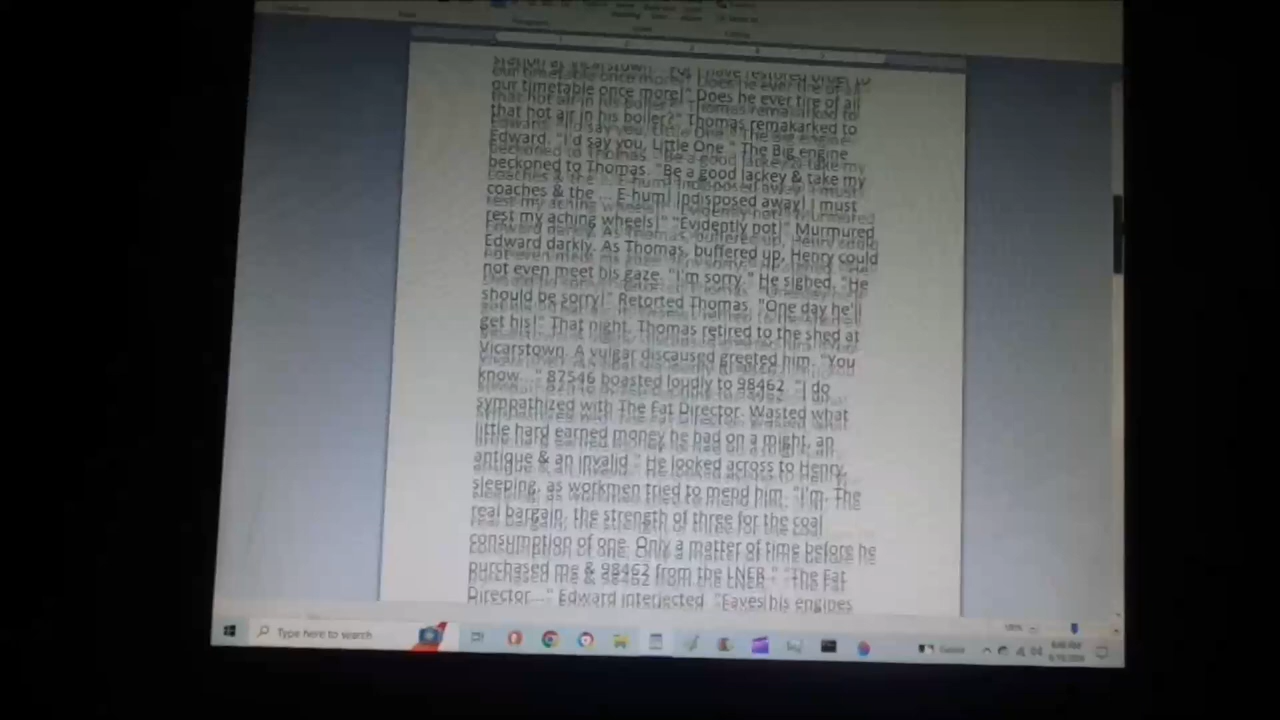 our timetable once more!" Does he ever tire of all
that hot air in his boiler?" Thomas remakarked to
Edward. "I'd say you, Little One." The Big engine
beckoned to Thomas. "Be a good lackey & take my
coaches & the ... E-hum! Indisposed away! I must
rest my aching wheels!" "Evidently not!" Murmured
Edward darkly. As Thomas, buffered up, Henry could
not even meet his gaze. "I'm sorry." He sighed. "He
should be sorry!" Retorted Thomas. "One day he'll
get his!" That night, Thomas retired to the shed at
Vicarstown. A vulgar discaused greeted him. "You
know..." 87546 boasted loudly to 98462. "I do
sympathized with The Fat Director. Wasted what
little hard earned money he had on a might, an
antique & an invalid." He looked across to Henry,
sleeping, as workmen tried to mend him. "I'm. The
real bargain, the strength of three for the coal
consumption of one. Only a matter of time before he
purchased me & 98462 from the LNER." "The Fat
Director..." Edward interjected. "Eaves his engines
Type here to search